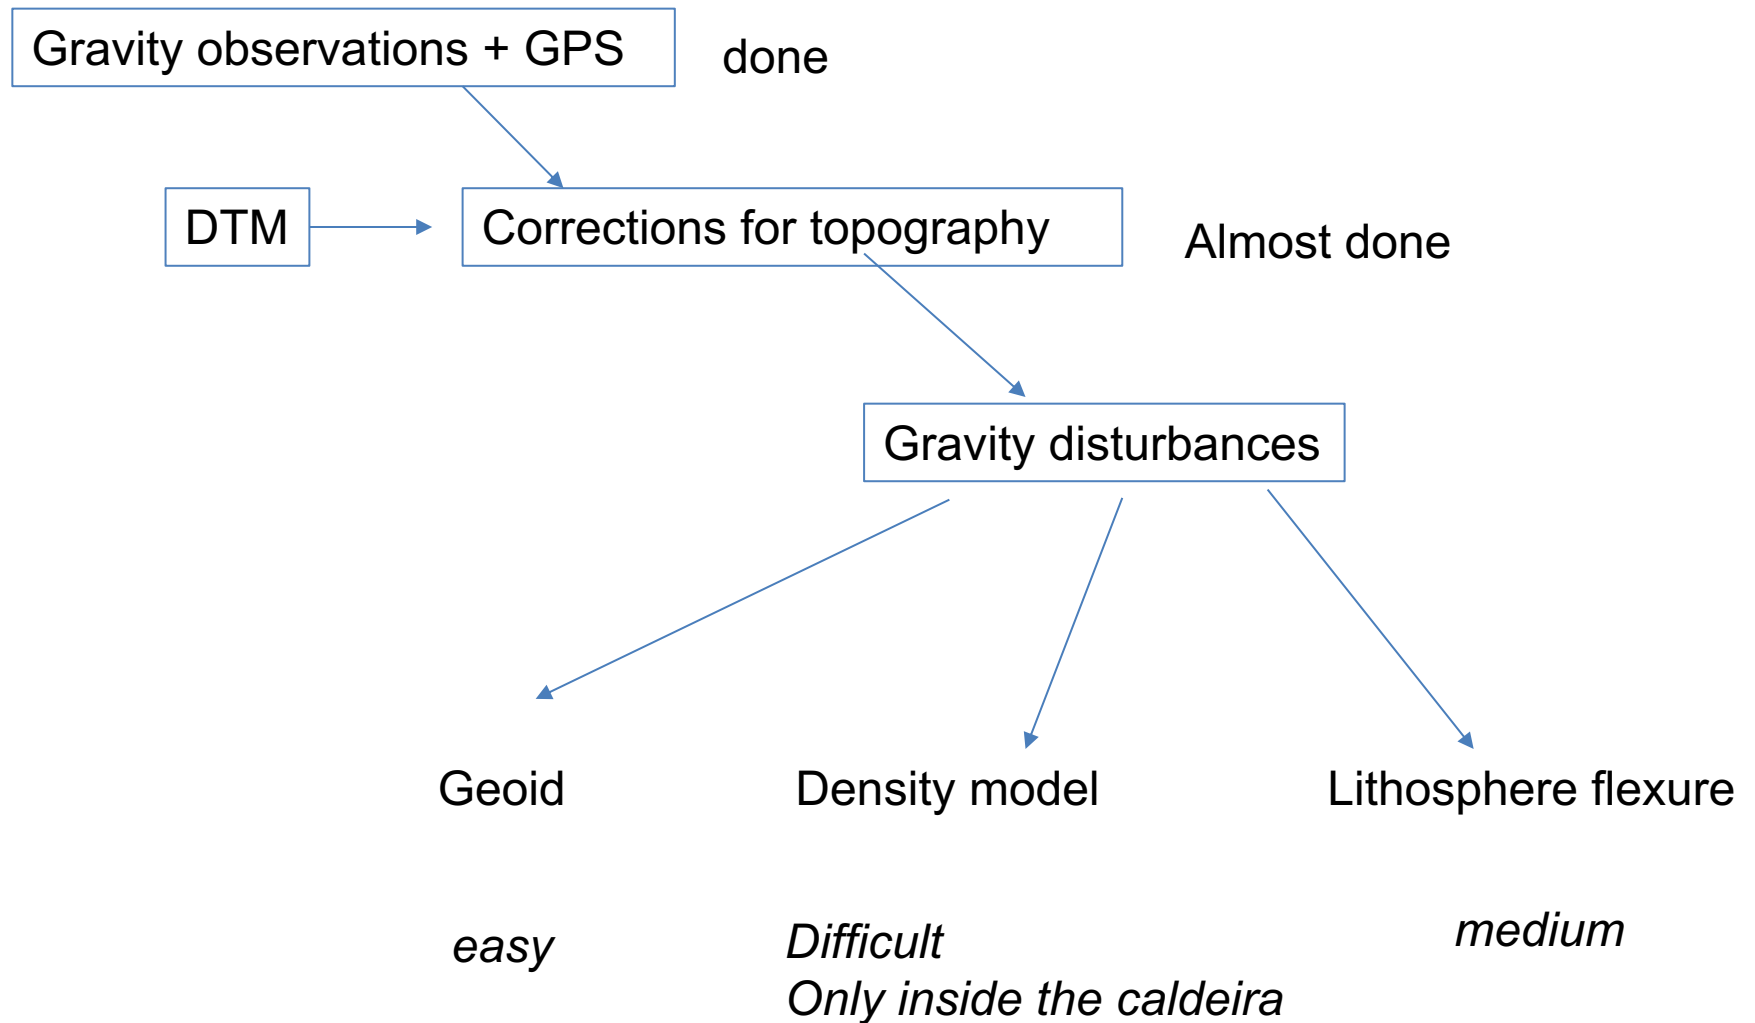 Gravity observations + GPS
done
DTM
Corrections for topography
Almost done
Gravity disturbances
Geoid
Density model
Lithosphere flexure
easy
Difficult
Only inside the caldeira
medium